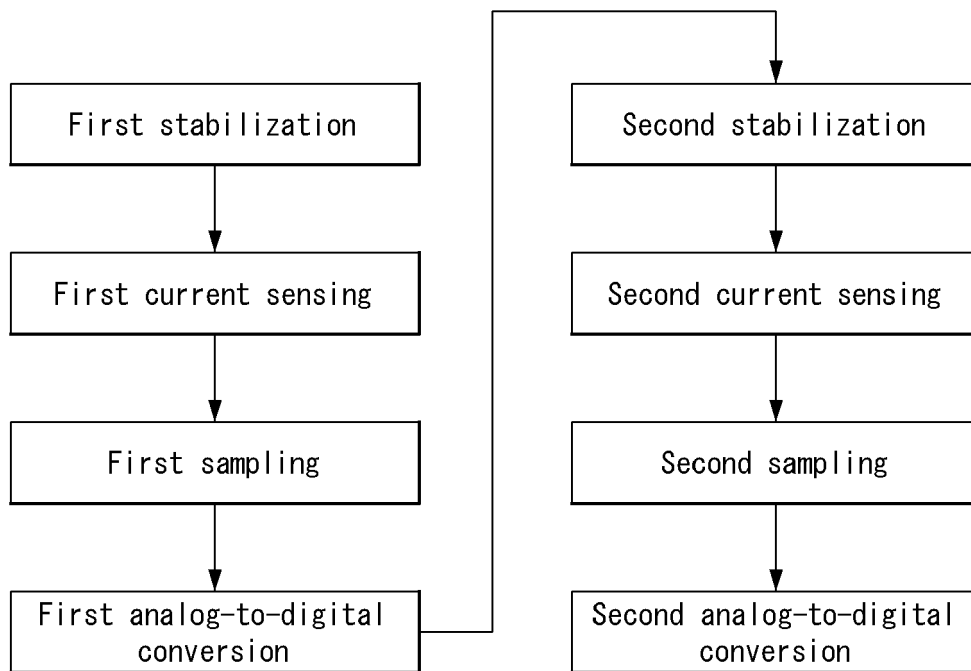 First stabilization
First current sensing
First sampling
First analog-to-digital
conversion
Second stabilization
Second current sensing
Second sampling
Second analog-to-digital
conversion